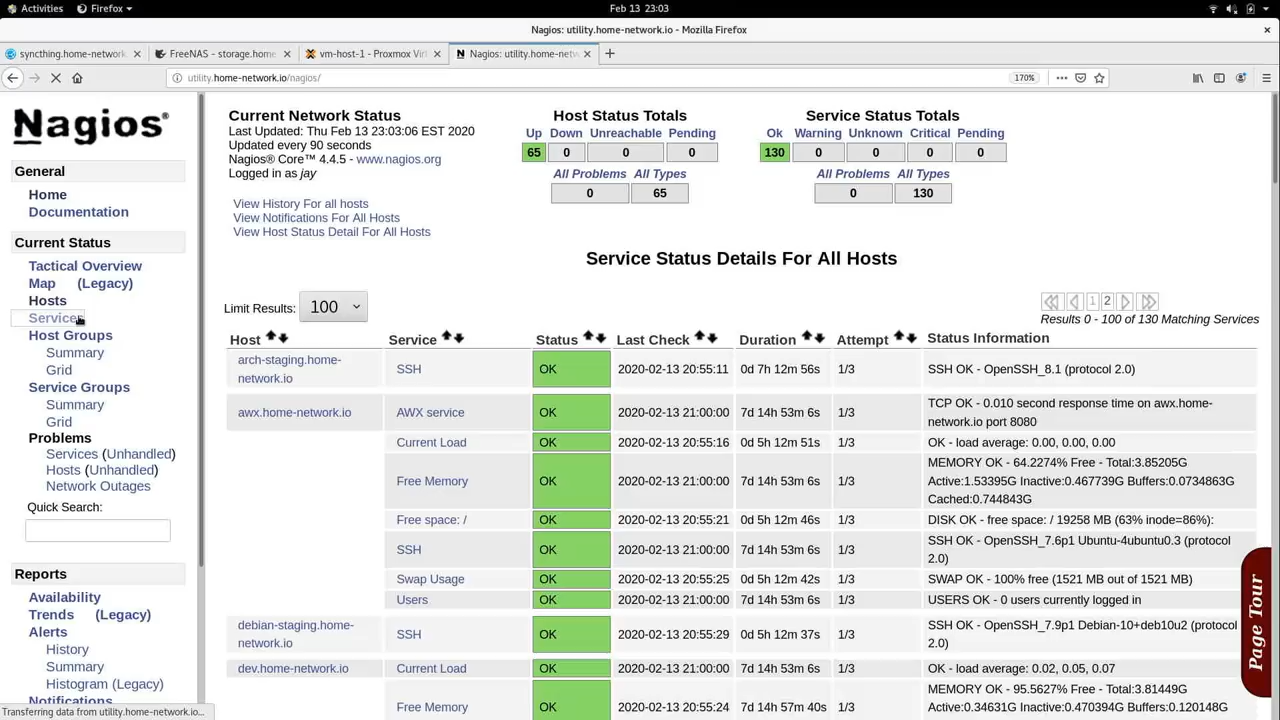 Activities
Firefox
Feb 13 23:03
Nagios: utility.home-network.io - Mozilla Firefox
syncthing.home-network
FreeNAS - storage.home
vm-host-1 - Proxmox Virt
Nagios: utility.home-netw
utility.home-network.io/nagios/
170%
Nagios®
General
Home
Documentation
Current Status
Tactical Overview
Map (Legacy)
Hosts
Services
Host Groups
Summary
Grid
Service Groups
Summary
Grid
Problems
Services (Unhandled)
Hosts (Unhandled)
Network Outages
Quick Search:
Reports
Availability
Trends (Legacy)
Alerts
History
Summary
Histogram (Legacy)
Notifications
Transferring data from utility.home-network.io...
Current Network Status
Last Updated: Thu Feb 13 23:03:06 EST 2020
Updated every 90 seconds
Nagios® Core™ 4.4.5 - www.nagios.org
Logged in as jay
View History For all hosts
View Notifications For All Hosts
View Host Status Detail For All Hosts
Host Status Totals
Up Down Unreachable Pending
65 0 0 0
All Problems All Types
0 65
Service Status Totals
Ok Warning Unknown Critical Pending
130 0 0 0 0
All Problems All Types
0 130
Service Status Details For All Hosts
Limit Results: 100
1 2
Results 0 - 100 of 130 Matching Services
Host Service Status Last Check Duration Attempt Status Information
arch-staging.home-
network.io
SSH OK 2020-02-13 20:55:11 0d 7h 12m 56s 1/3 SSH OK - OpenSSH_8.1 (protocol 2.0)
awx.home-network.io AWX service OK 2020-02-13 21:00:00 7d 14h 53m 6s 1/3 TCP OK - 0.010 second response time on awx.home-
network.io port 8080
Current Load OK 2020-02-13 20:55:16 0d 5h 12m 51s 1/3 OK - load average: 0.00, 0.00, 0.00
Free Memory OK 2020-02-13 21:00:00 7d 14h 53m 6s 1/3 MEMORY OK - 64.2274% Free - Total:3.85205G
Active:1.53395G Inactive:0.467739G Buffers:0.0734863G
Cached:0.744843G
Free space: / OK 2020-02-13 20:55:21 0d 5h 12m 46s 1/3 DISK OK - free space: / 19258 MB (63% inode=86%):
SSH OK 2020-02-13 21:00:00 7d 14h 53m 6s 1/3 SSH OK - OpenSSH_7.6p1 Ubuntu-4ubuntu0.3 (protocol
2.0)
Swap Usage OK 2020-02-13 20:55:25 0d 5h 12m 42s 1/3 SWAP OK - 100% free (1521 MB out of 1521 MB)
Users OK 2020-02-13 21:00:00 7d 14h 53m 6s 1/3 USERS OK - 0 users currently logged in
debian-staging.home-
network.io
SSH OK 2020-02-13 20:55:29 0d 5h 12m 37s 1/3 SSH OK - OpenSSH_7.9p1 Debian-10+deb10u2 (protocol
2.0)
dev.home-network.io Current Load OK 2020-02-13 21:00:00 7d 14h 53m 6s 1/3 OK - load average: 0.02, 0.05, 0.07
Free Memory OK 2020-02-13 20:55:24 7d 14h 57m 40s 1/3 MEMORY OK - 95.5627% Free - Total:3.81449G
Active:0.34631G Inactive:0.470394G Buffers:0.120148G
Page Tour